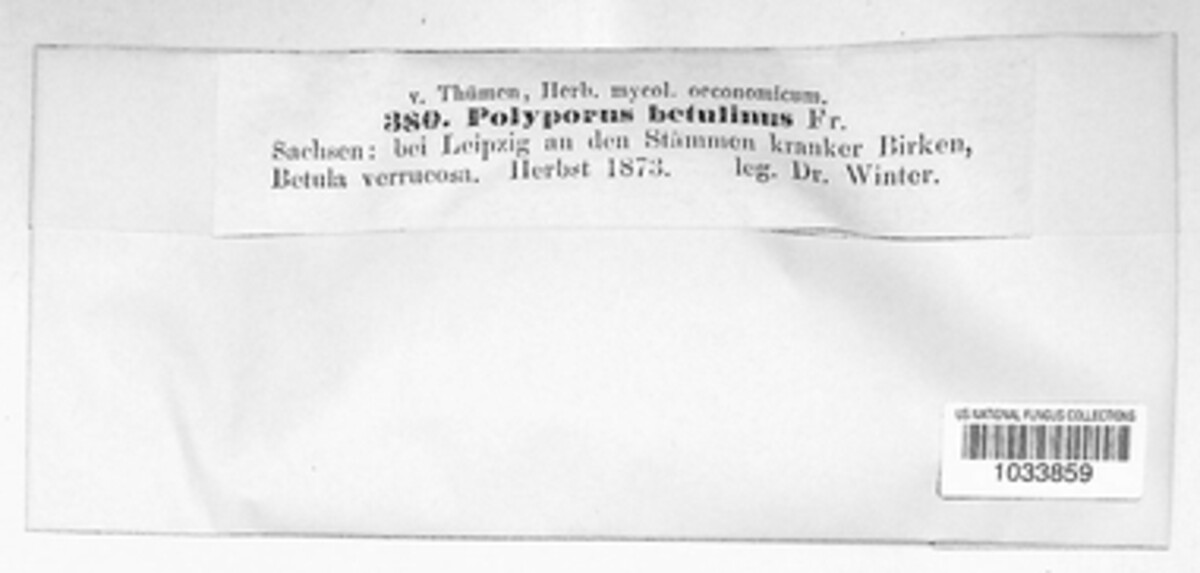 v. Thümen, Herb. mycol. oeconomicum.
380. Polyporus betulinus Fr.
Sachsen: bei Leipzig an den Stämmen kranker Birken,
Betula verrucosa. Herbst 1873. leg. Dr. Winter.
US NATIONAL FUNGUS COLLECTIONS
1033859